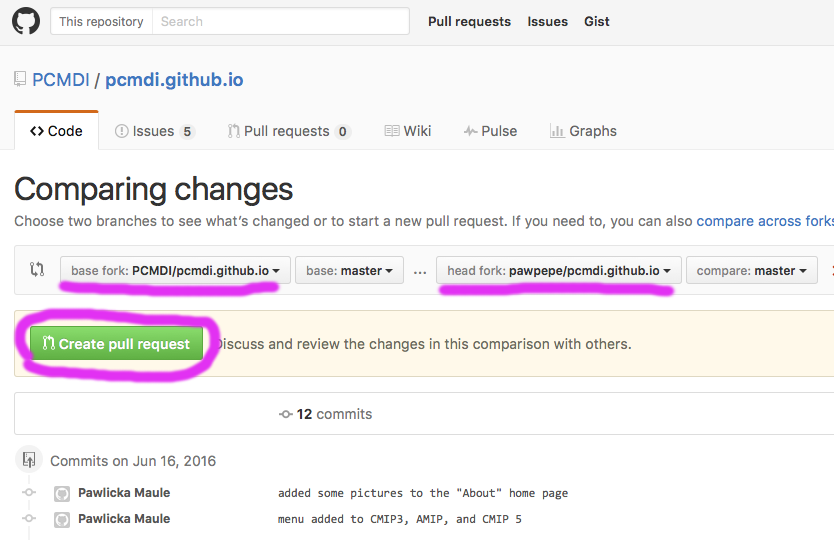 This repository Search Pull requests Issues Gist
PCMDI / pcmdi.github.io
Code Issues 5 Pull requests 0 Wiki Pulse Graphs
Comparing changes
Choose two branches to see what's changed or to start a new pull request. If you need to, you can also compare across forks
base fork: PCMDI/pcmdi.github.io base: master ... head fork: pawpepe/pcmdi.github.io compare: master
Create pull request Discuss and review the changes in this comparison with others.
12 commits
Commits on Jun 16, 2016
Pawlicka Maule added some pictures to the "About" home page
Pawlicka Maule menu added to CMIP3, AMIP, and CMIP 5